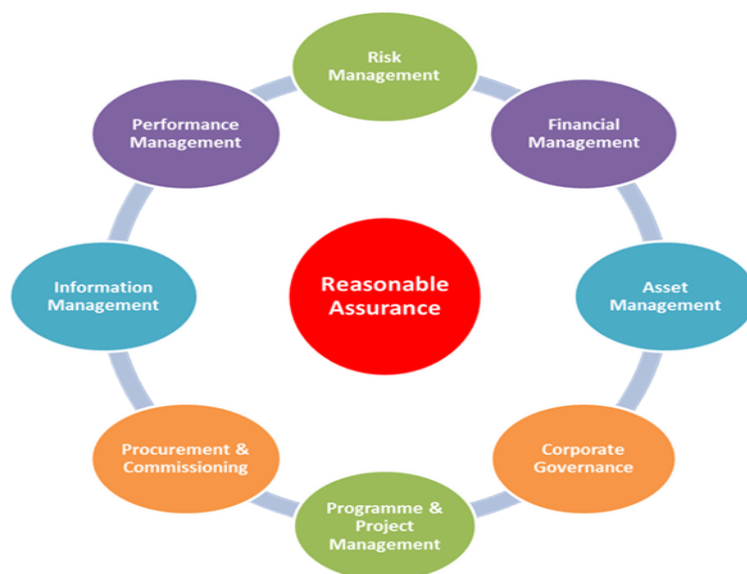 Risk
Management
Financial
Management
Asset
Management
Corporate
Governance
Programme &
Project
Management
Procurement &
Commissioning
Information
Management
Performance
Management
Reasonable
Assurance